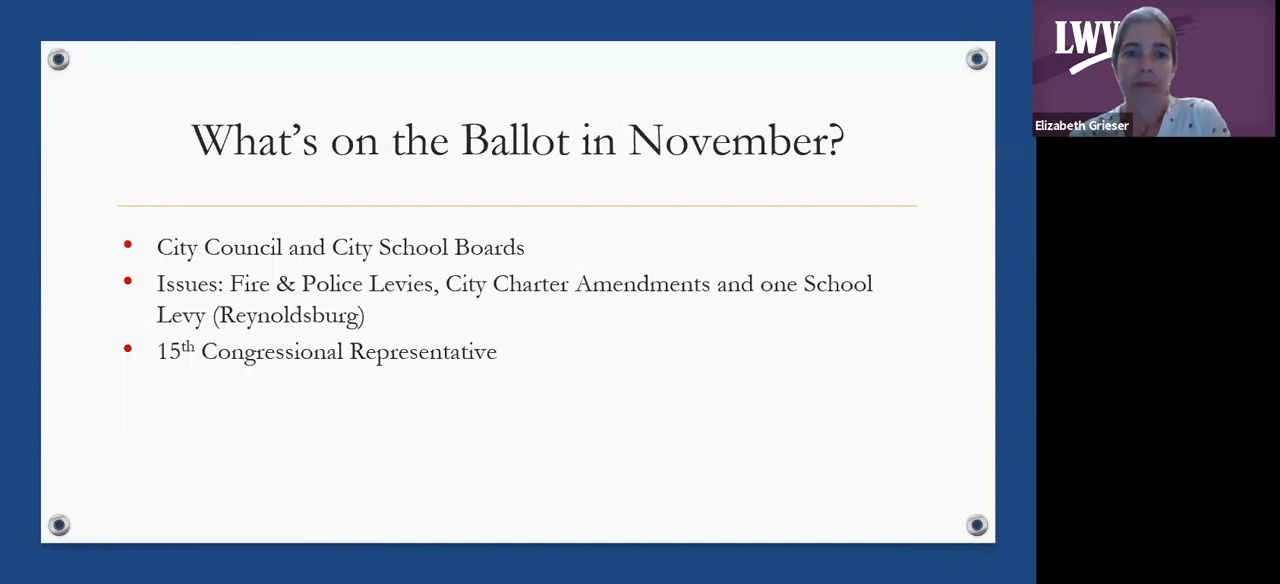 What's on the Ballot in November?
City Council and City School Boards
Issues: Fire & Police Levies, City Charter Amendments and one School
Levy (Reynoldsburg)
15th Congressional Representative
LWV
Elizabeth Grieser